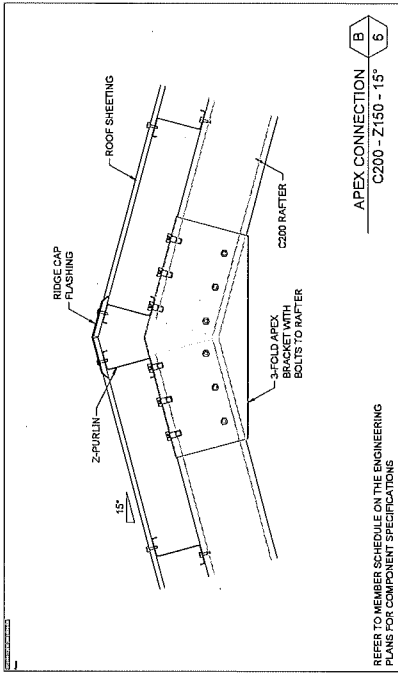 RIDGE CAP
FLASHING
ROOF SHEETING
Z-PURLIN
15°
C200 RAFTER
3-FOLD APEX
BRACKET WITH
BOLTS TO RAFTER
REFER TO MEMBER SCHEDULE ON THE ENGINEERING
PLANS FOR COMPONENT SPECIFICATIONS
APEX CONNECTION
C200 - Z150 - 15°
B
6